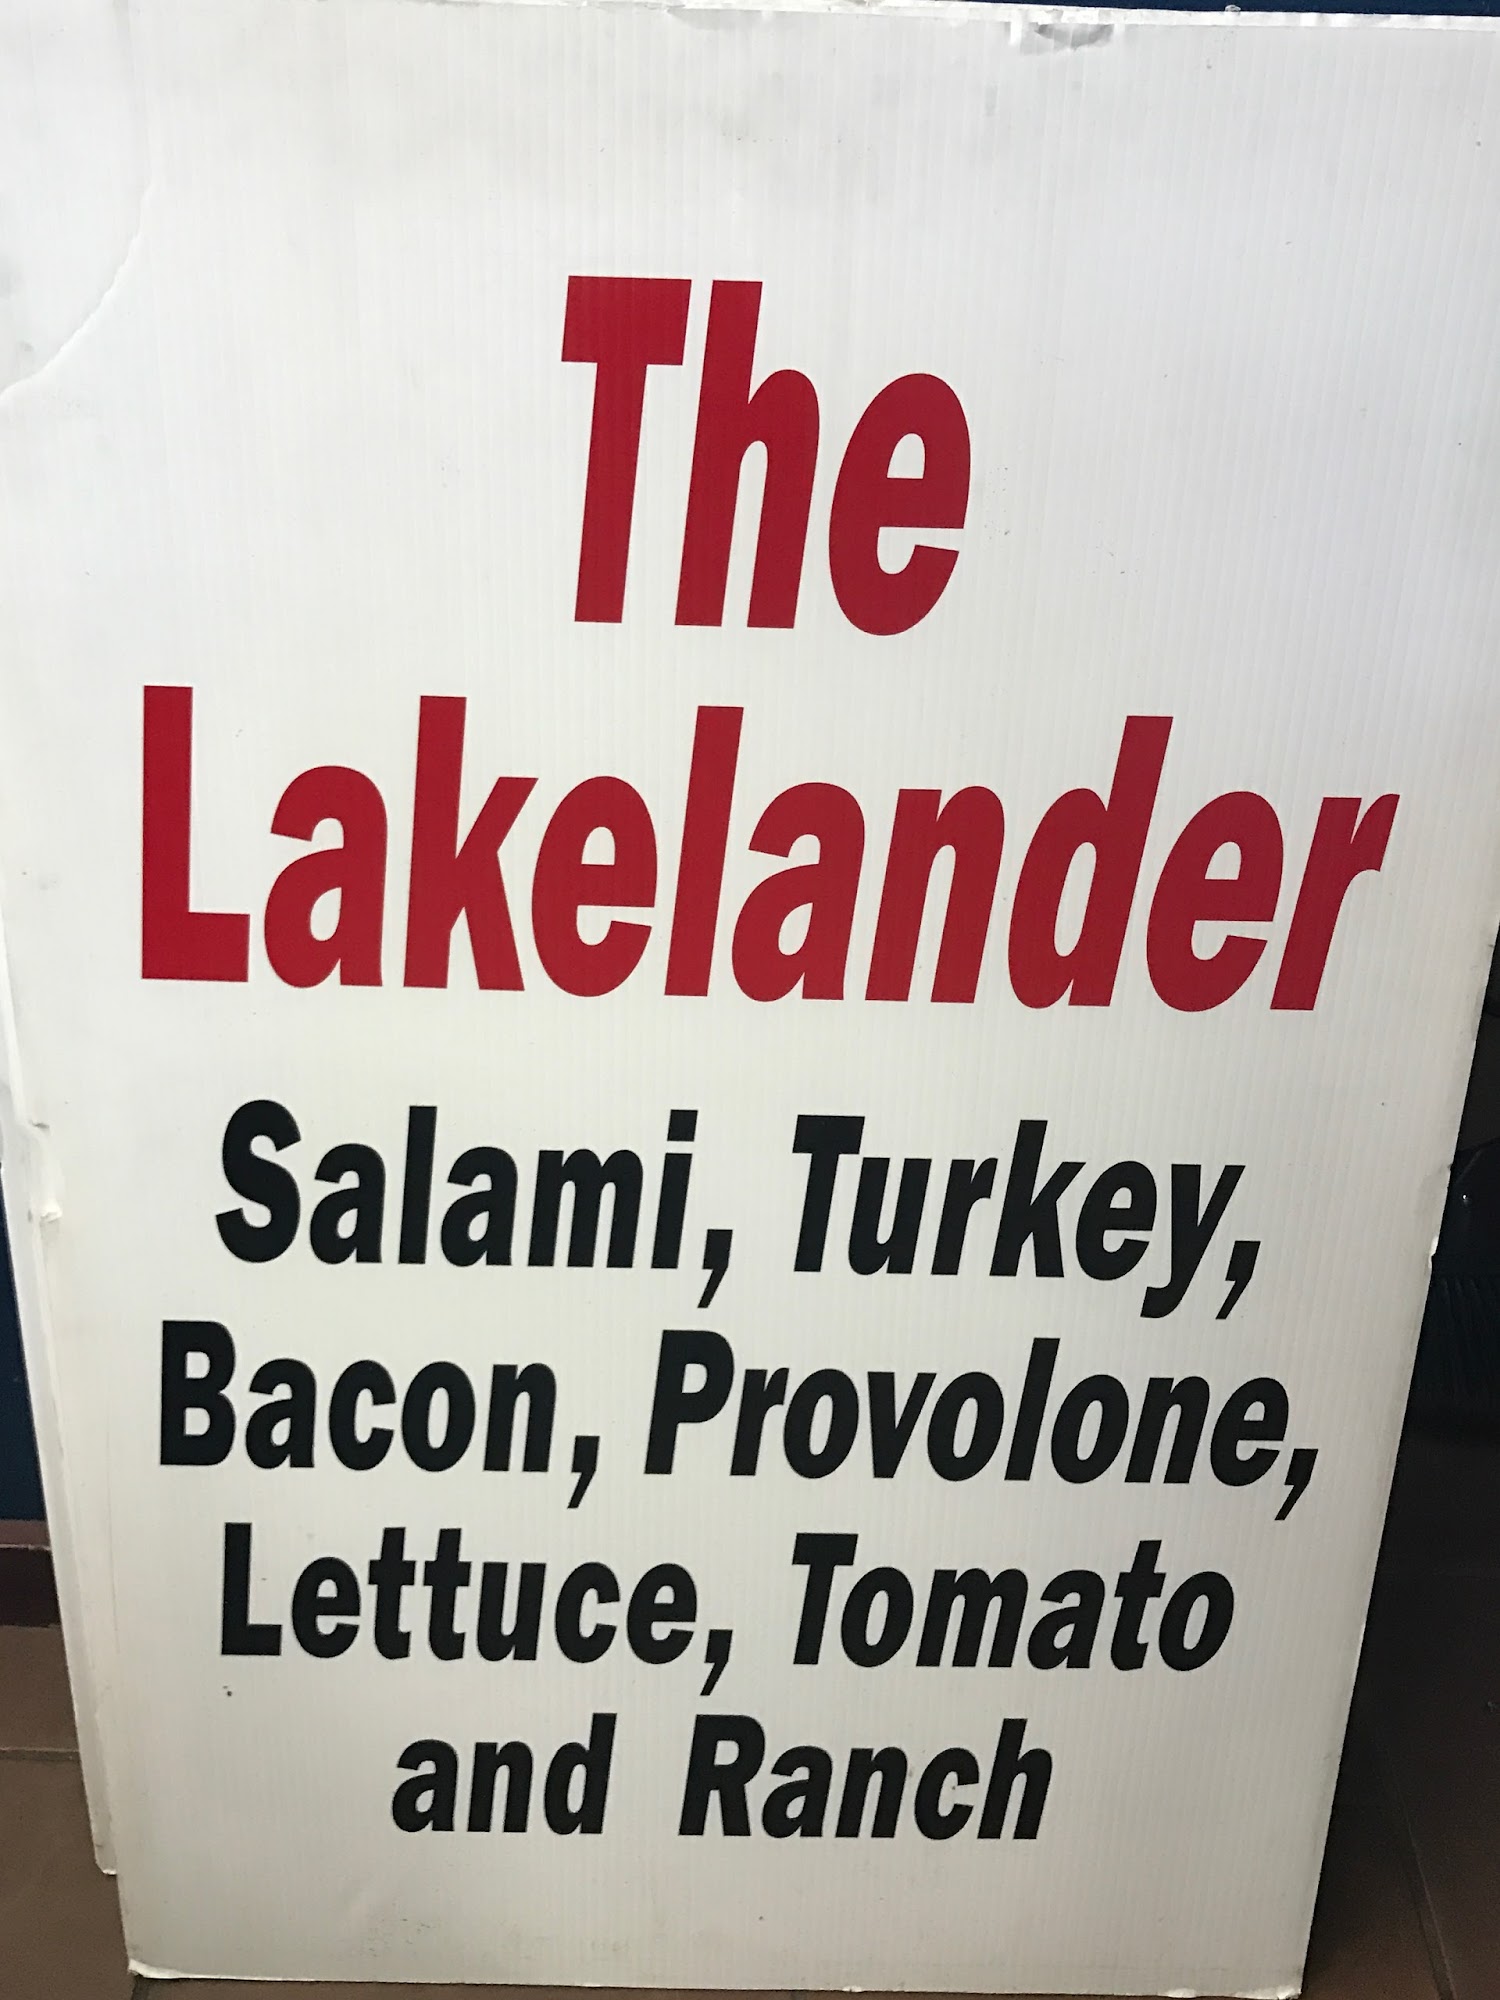 The
Lakelander
Salami, Turkey,
Bacon, Provolone,
Lettuce, Tomato
and Ranch